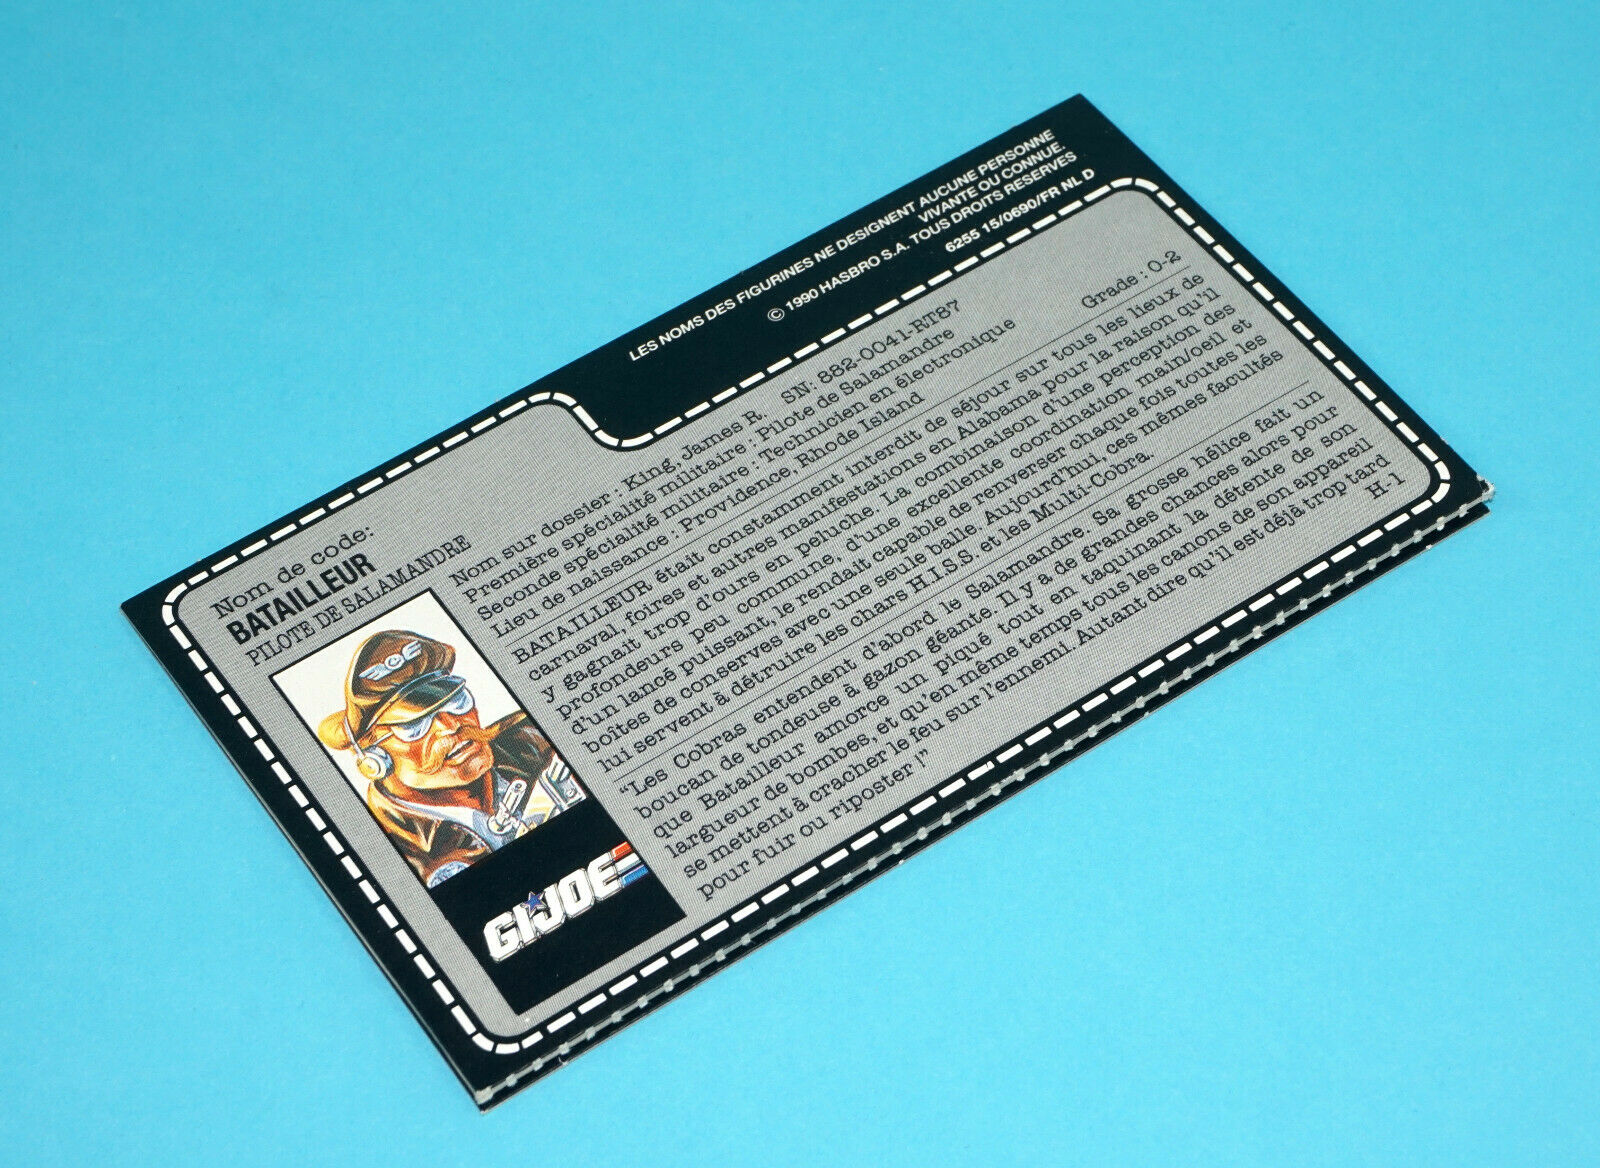 LES NOMS DES FIGURINES NE DESIGNENT AUCUNE PERSONNE
VIVANTE OU CONNUE.
© 1990 HASBRO S.A. TOUS DROITS RESERVES
6255 15/0690/FR NL D
Nom de code:
BATAILLEUR
PILOTE DE SALAMANDRE
GI JOE
Nom sur dossier : King, James R. SN: 882-0041-RT87
Première spécialité militaire : Pilote de Salamandre
Seconde spécialité militaire : Technicien en électronique
Lieu de naissance : Providence, Rhode Island Grade : O-2
BATAILLEUR était constamment interdit de séjour sur tous les lieux de
carnaval, foires et autres manifestations en Alabama pour la raison qu'il
y gagnait trop d'ours en peluche. La combinaison d'une perception des
profondeurs peu commune, d'une excellente coordination main/oeil et
d'un lancé puissant, le rendait capable de renverser chaque fois toutes les
boîtes de conserves avec une seule balle. Aujourd'hui, ces mêmes facultés
lui servent à détruire les chars H.I.S.S. et les Multi-Cobra.
"Les Cobras entendent d'abord le Salamandre. Sa grosse hélice fait un
boucan de tondeuse à gazon géante. Il y a de grandes chances alors pour
que Batailleur amorce un piqué tout en taquinant la détente de son
largueur de bombes, et qu'en même temps tous les canons de son appareil
se mettent à cracher le feu sur l'ennemi. Autant dire qu'il est déjà trop tard
pour fuir ou riposter !"
H-1